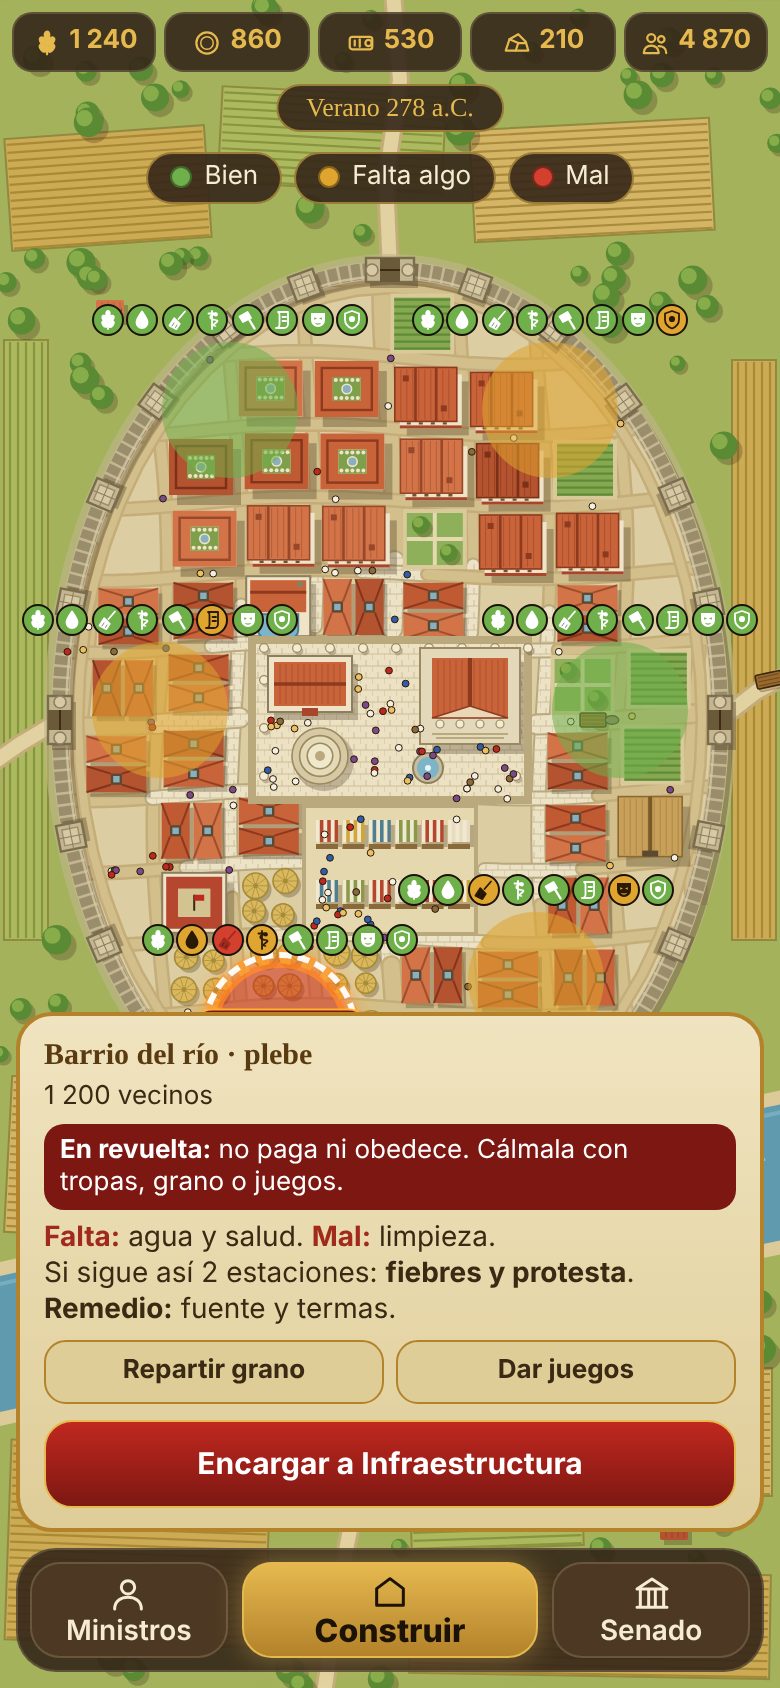 1 240 860 530 210 4 870
Verano 278 a.C.
Bien Falta algo Mal
Barrio del río · plebe
1 200 vecinos
En revuelta: no paga ni obedece. Cálmala con
tropas, grano o juegos.
Falta: agua y salud. Mal: limpieza.
Si sigue así 2 estaciones: fiebres y protesta.
Remedio: fuente y termas.
Repartir grano Dar juegos
Encargar a Infraestructura
Ministros Construir Senado